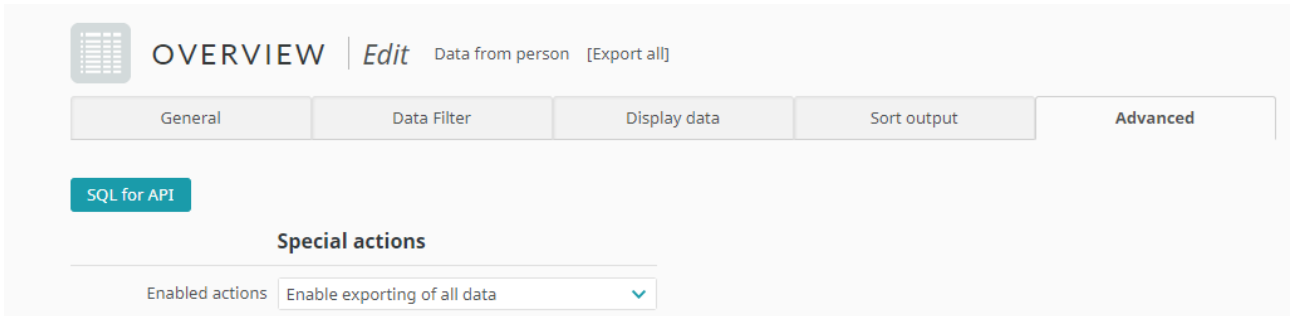 OVERVIEW Edit Data from person [Export all]
General Data Filter Display data Sort output Advanced
SQL for API
Special actions
Enabled actions Enable exporting of all data